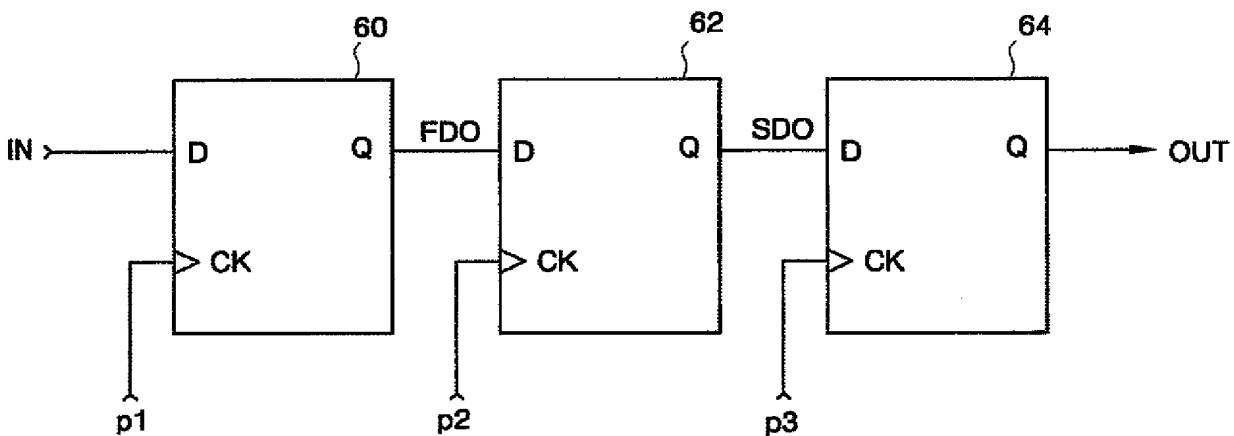 60 62 64
IN D Q FDO D Q SDO D Q OUT
CK CK CK
p1 p2 p3